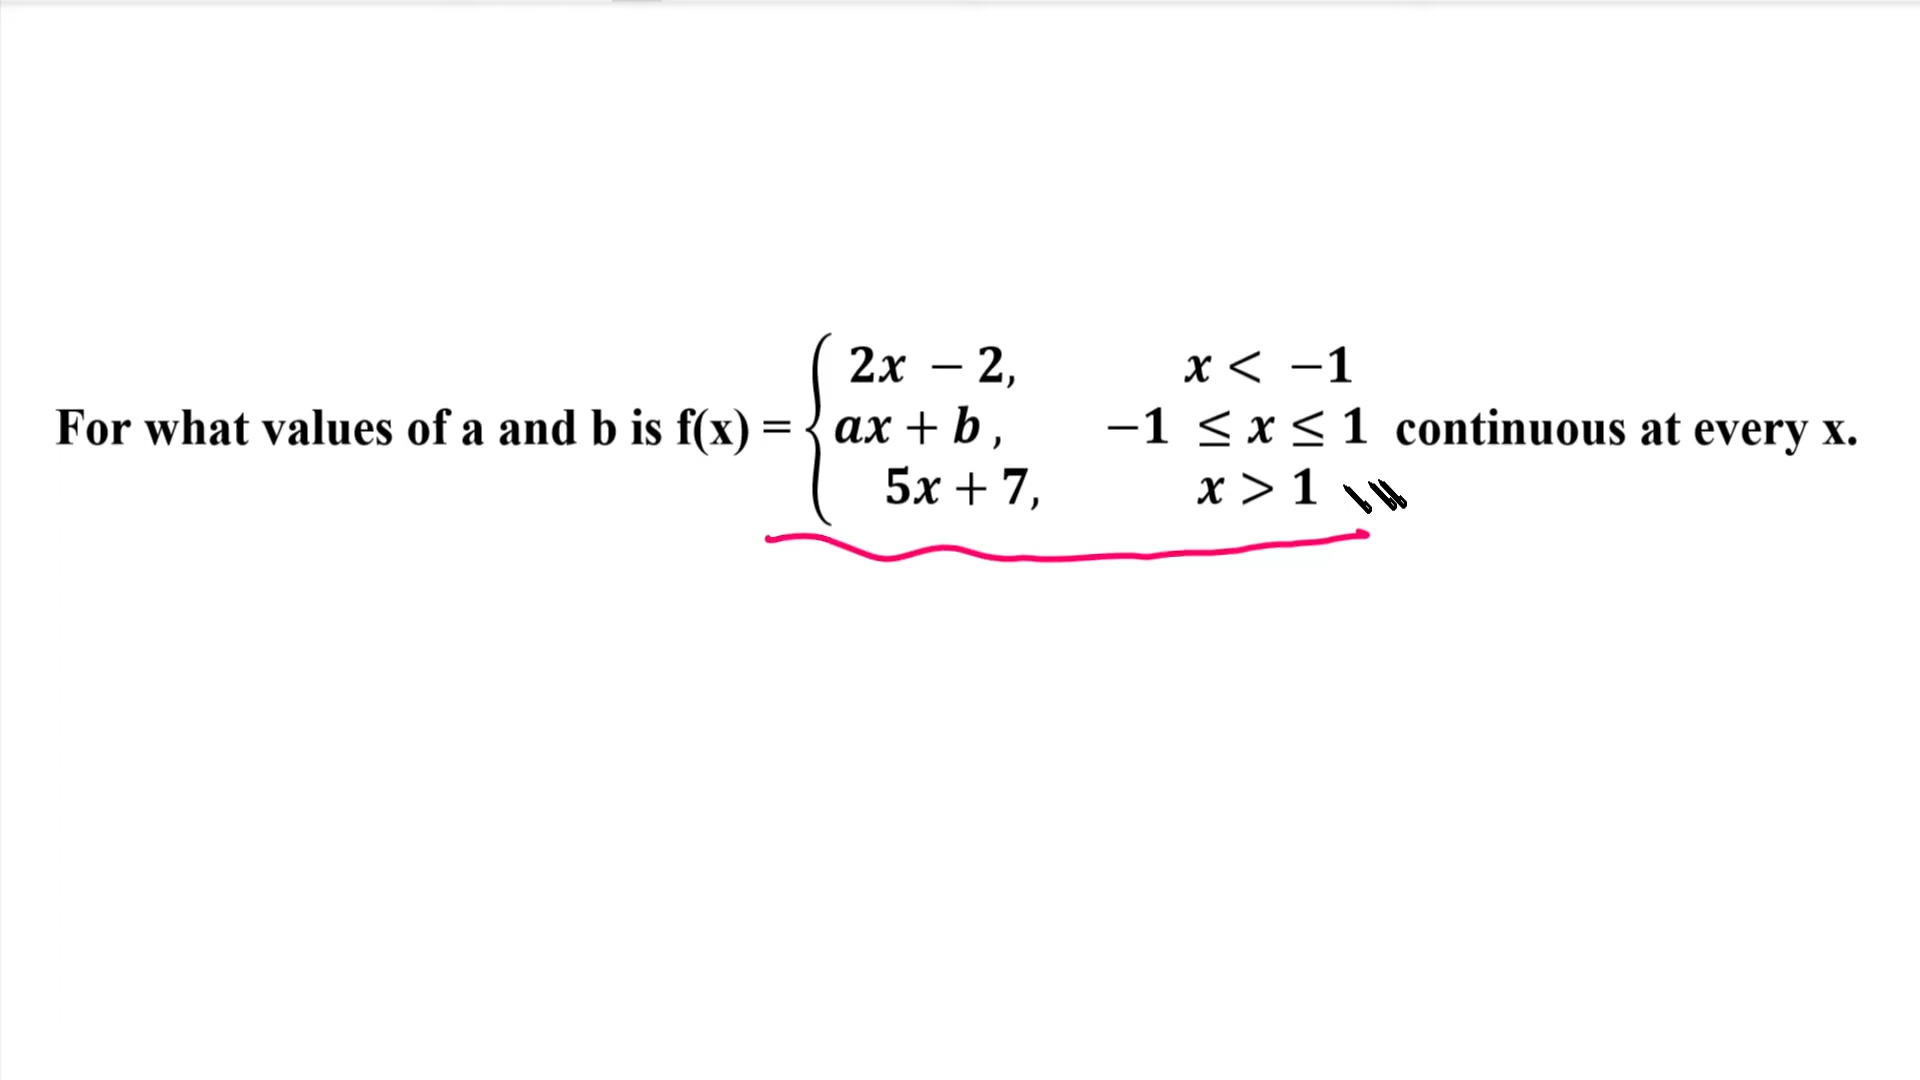 2x − 2, x < −1
For what values of a and b is f(x) = { ax + b , −1 ≤ x ≤ 1 continuous at every x.
5x + 7, x > 1